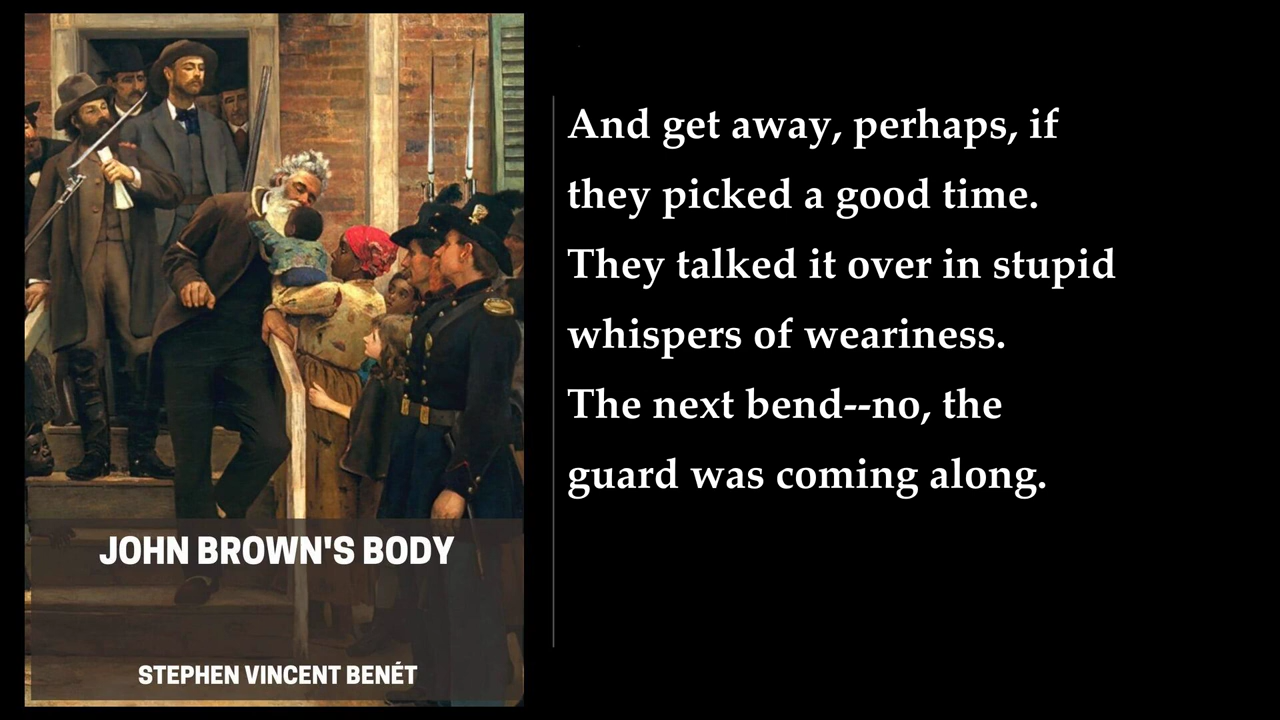 JOHN BROWN'S BODY
STEPHEN VINCENT BENÉT
And get away, perhaps, if
they picked a good time.
They talked it over in stupid
whispers of weariness.
The next bend--no, the
guard was coming along.